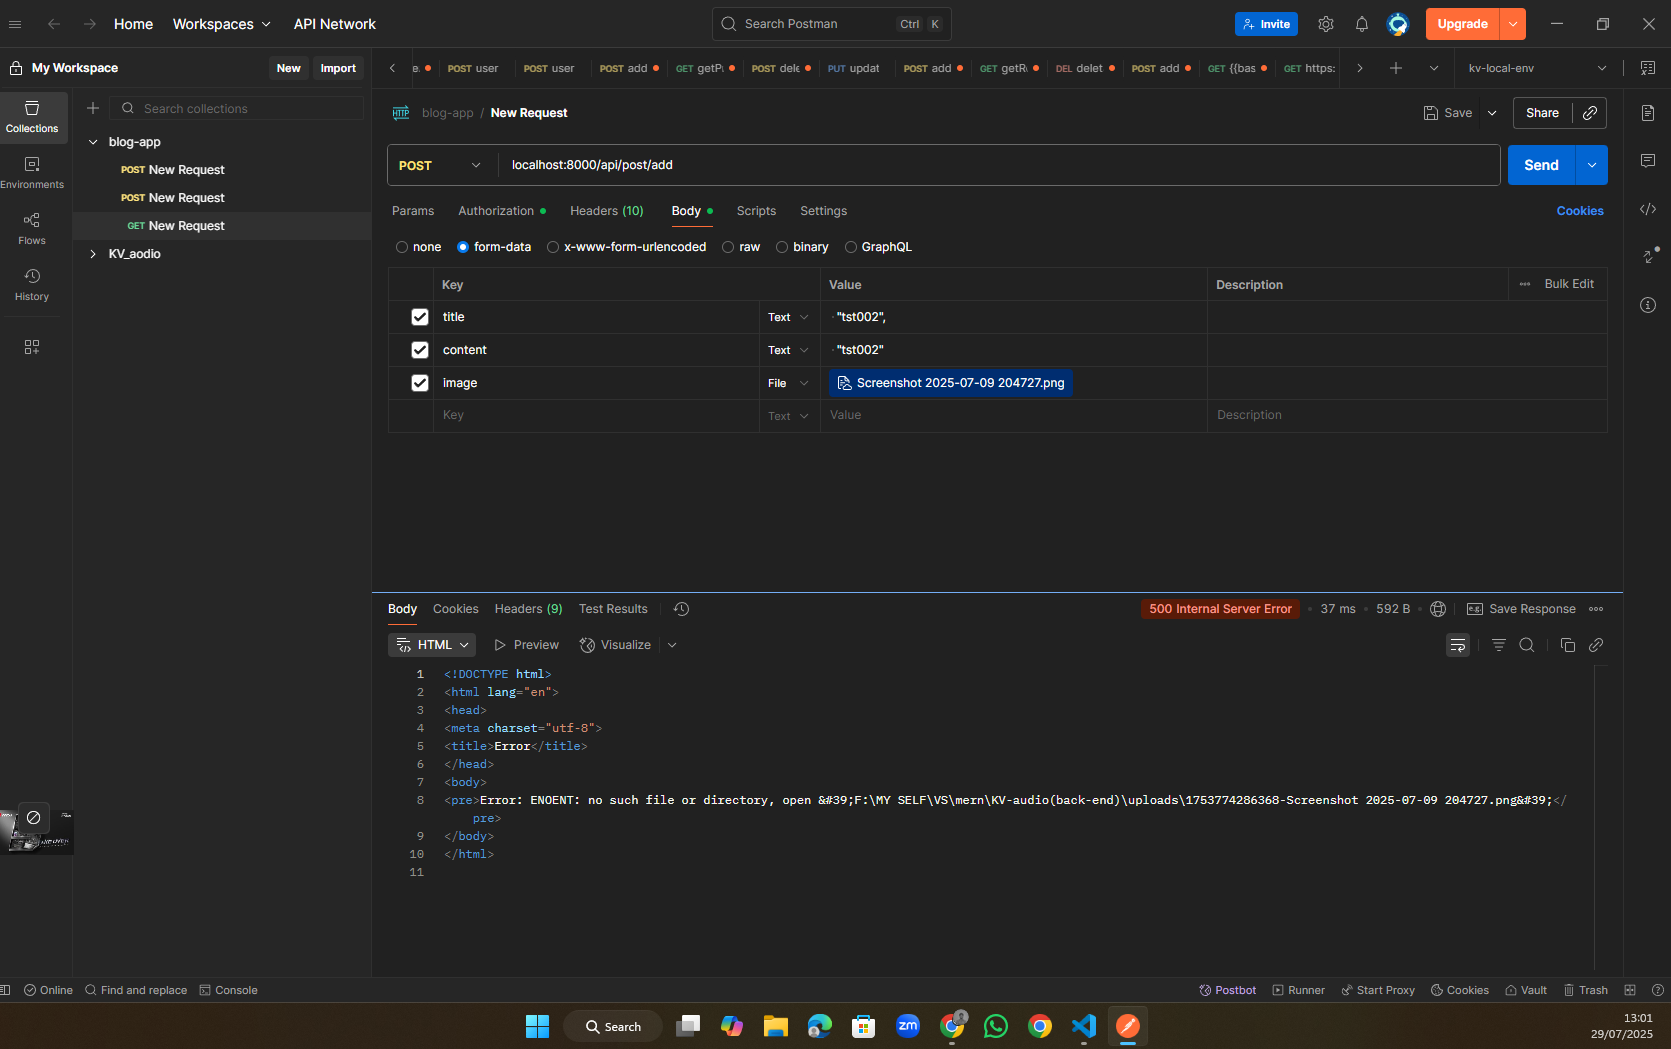 Home
Workspaces
API Network
Search Postman
Ctrl K
Invite
Upgrade
My Workspace
New
Import
POST user
POST user
POST add
GET getP
POST dele
PUT updat
POST add
GET getR
DEL delet
POST add
GET {{bas
GET https:
kv-local-env
Collections
Environments
Flows
History
Search collections
blog-app
POST New Request
POST New Request
GET New Request
KV_aodio
HTTP blog-app / New Request
Save
Share
POST localhost:8000/api/post/add
Send
Params Authorization Headers (10) Body Scripts Settings
Cookies
none form-data x-www-form-urlencoded raw binary GraphQL
Key Value Description Bulk Edit
title Text "tst002",
content Text "tst002"
image File Screenshot 2025-07-09 204727.png
Key Text Value Description
Body Cookies Headers (9) Test Results
500 Internal Server Error • 37 ms • 592 B
e.g. Save Response
HTML Preview Visualize
1 <!DOCTYPE html>
2 <html lang="en">
3 <head>
4 <meta charset="utf-8">
5 <title>Error</title>
6 </head>
7 <body>
8 <pre>Error: ENOENT: no such file or directory, open &#39;F:\MY SELF\VS\mern\KV-audio(back-end)\uploads\1753774286368-Screenshot 2025-07-09 204727.png&#39;</
pre>
9 </body>
10 </html>
11
Online
Find and replace
Console
Postbot
Runner
Start Proxy
Cookies
Vault
Trash
Search
zm
13:01
29/07/2025